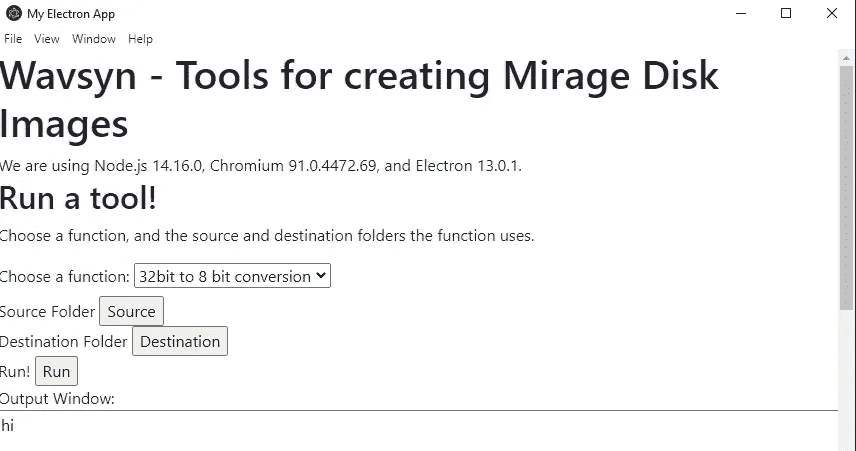 My Electron App
File View Window Help
Wavsyn - Tools for creating Mirage Disk
Images
We are using Node.js 14.16.0, Chromium 91.0.4472.69, and Electron 13.0.1.
Run a tool!
Choose a function, and the source and destination folders the function uses.
Choose a function: 32bit to 8 bit conversion
Source Folder Source
Destination Folder Destination
Run! Run
Output Window:
hi